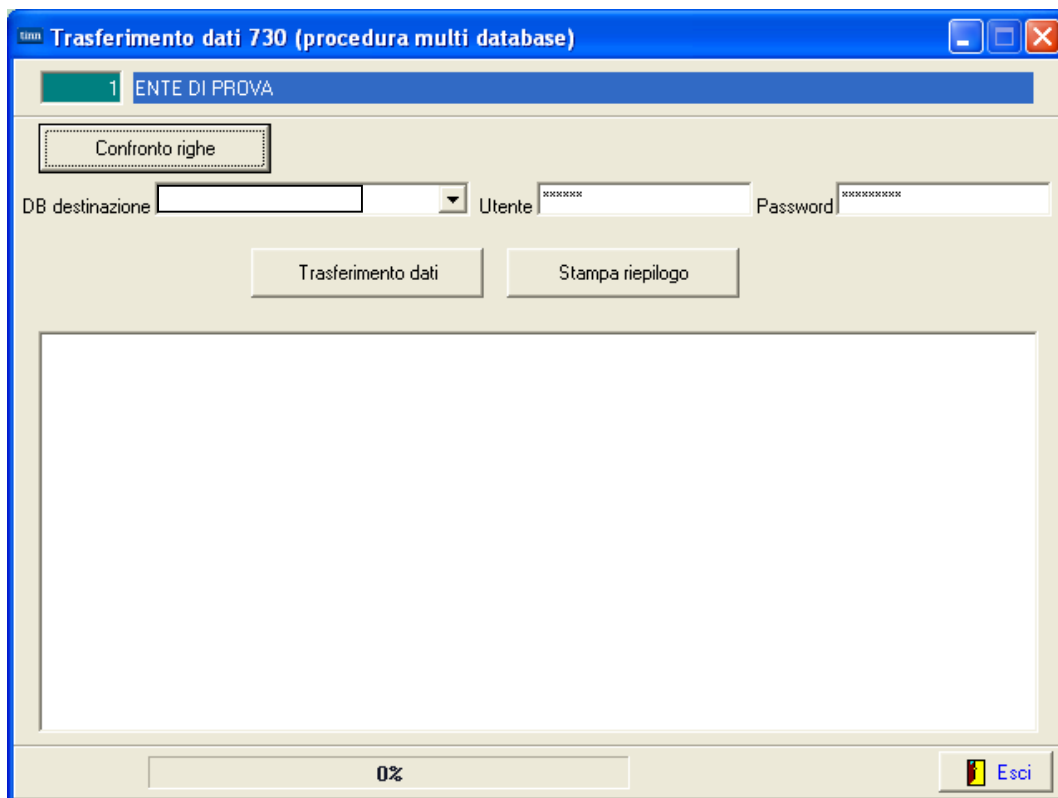 tinn Trasferimento dati 730 (procedura multi database)
1 ENTE DI PROVA
Confronto righe
DB destinazione Utente ****** Password *********
Trasferimento dati Stampa riepilogo
0% Esci